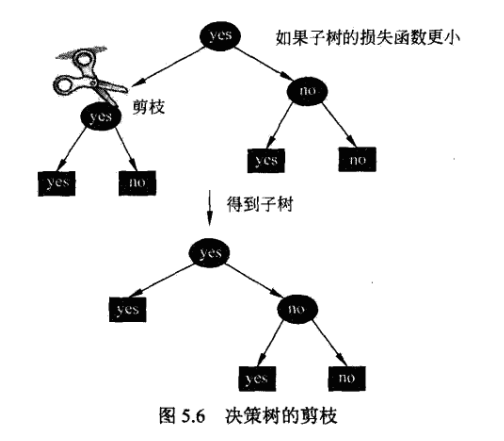 yes
如果子树的损失函数更小
剪枝
yes
no
yes
no
yes
no
得到子树
yes
yes
no
yes
no
图 5.6 决策树的剪枝